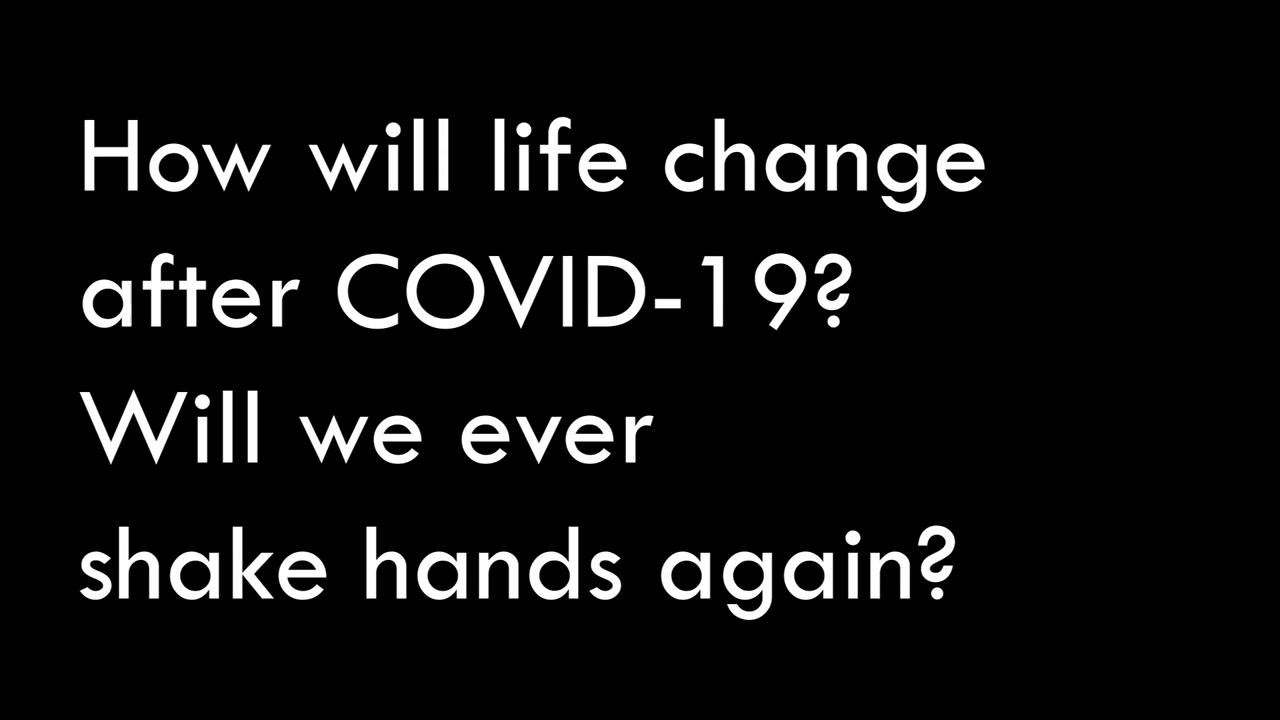 How will life change
after COVID-19?
Will we ever
shake hands again?